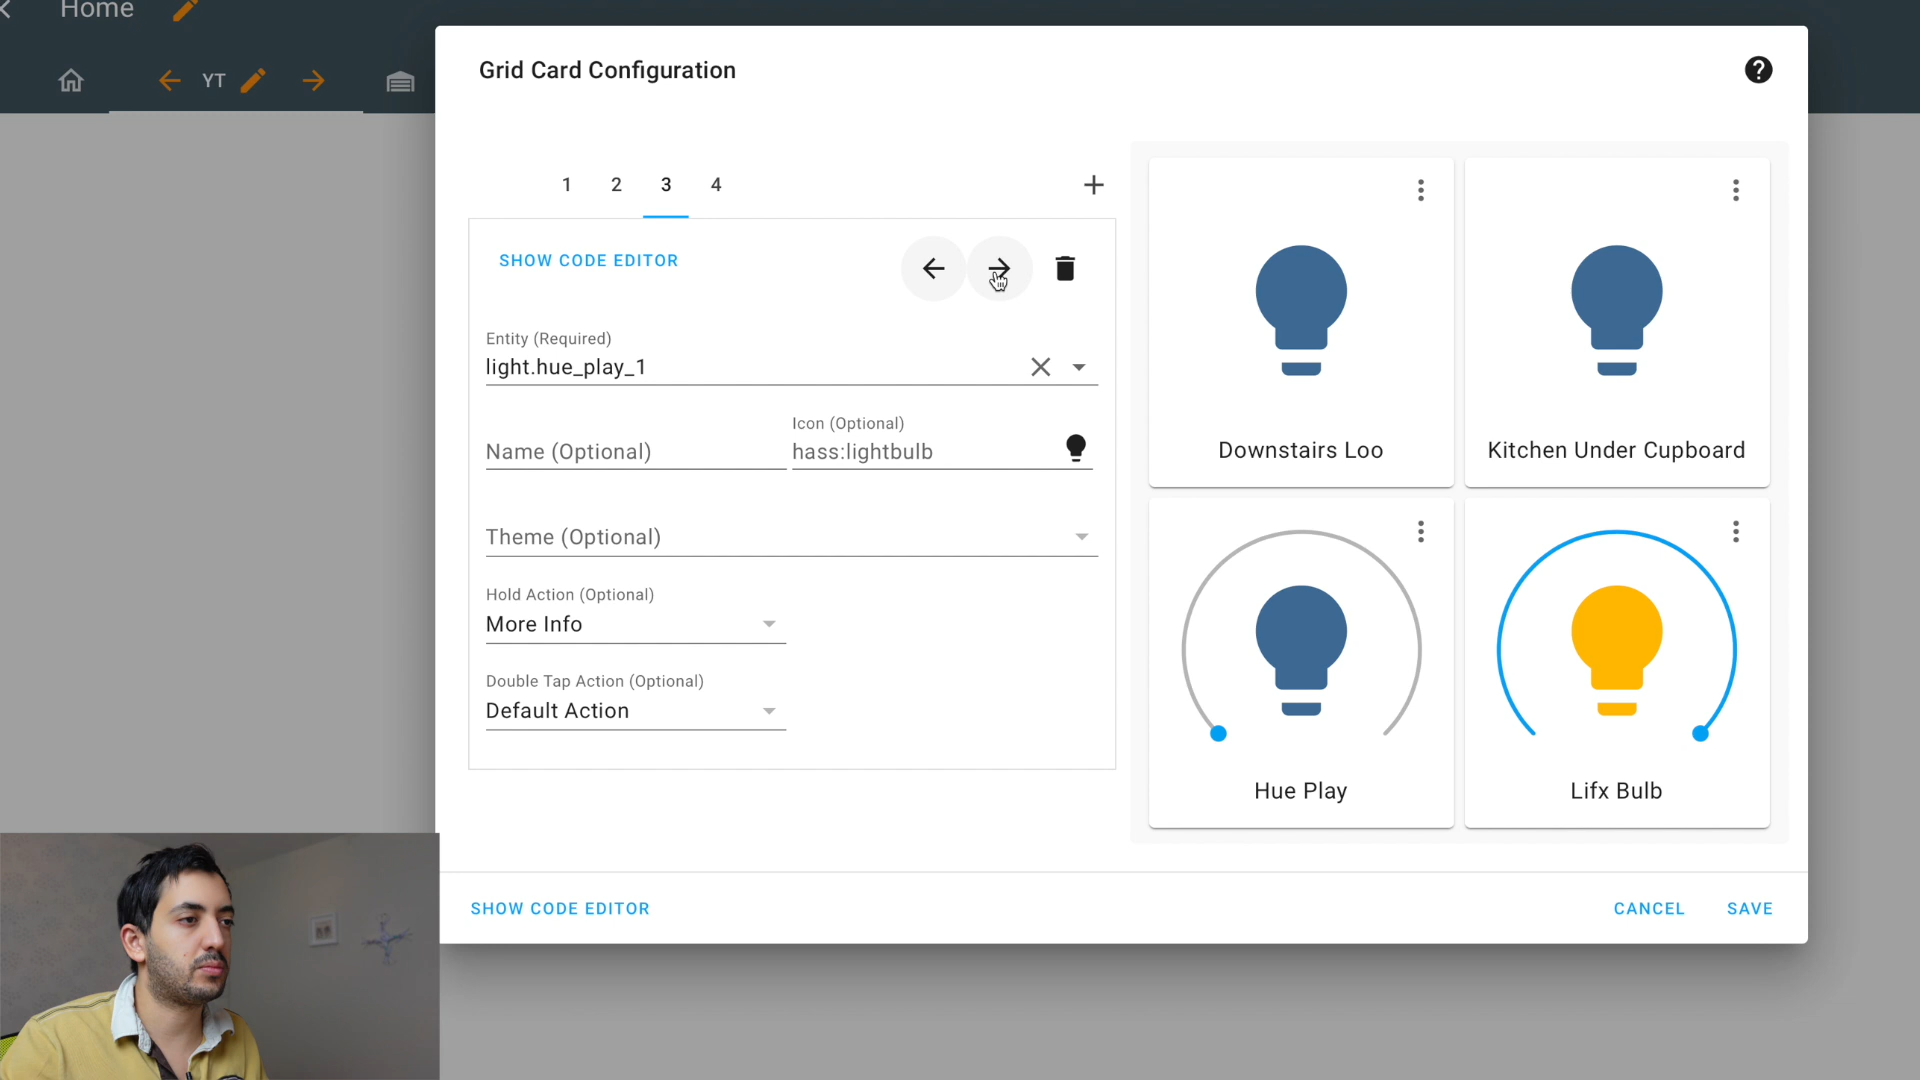 Home
YT
Grid Card Configuration
1 2 3 4
SHOW CODE EDITOR
Entity (Required)
light.hue_play_1
Name (Optional)
Icon (Optional)
hass:lightbulb
Theme (Optional)
Hold Action (Optional)
More Info
Double Tap Action (Optional)
Default Action
Downstairs Loo
Kitchen Under Cupboard
Hue Play
Lifx Bulb
SHOW CODE EDITOR
CANCEL
SAVE